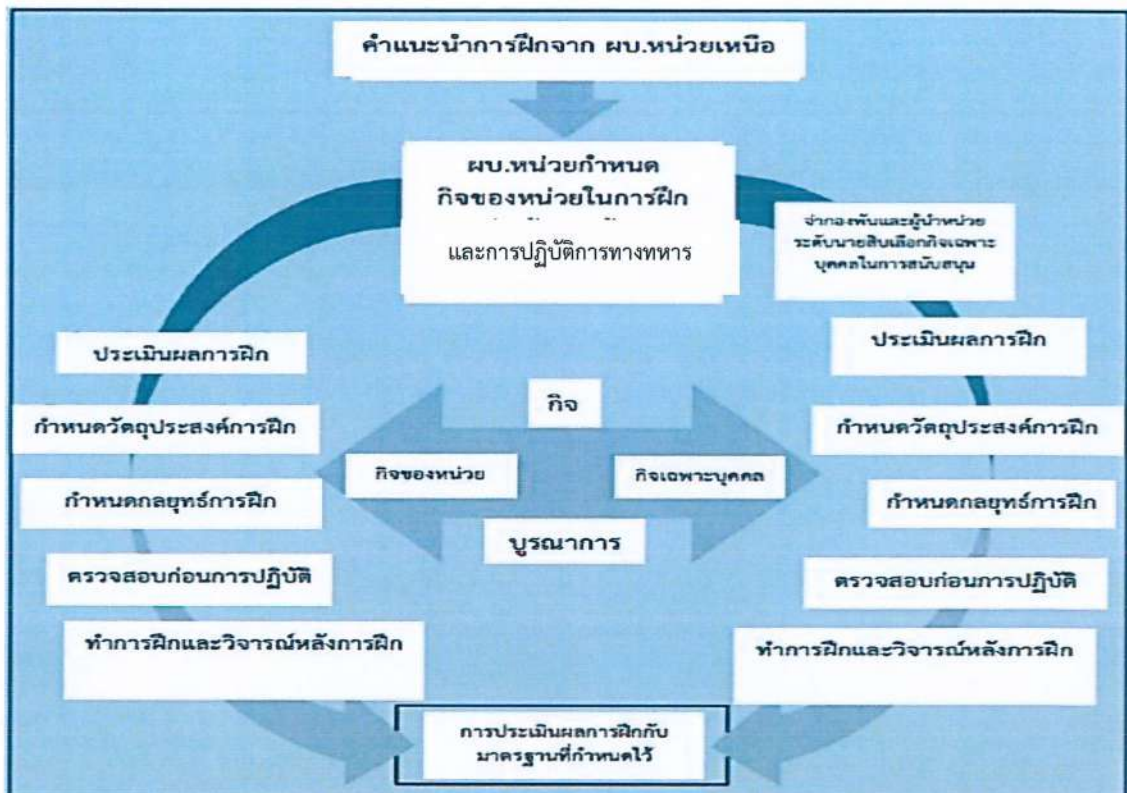 คำแนะนำการฝึกจาก ผบ.หน่วยเหนือ
ผบ.หน่วยกำหนด
กิจของหน่วยในการฝึก
และการปฏิบัติการทางทหาร
จ่ากองพันและผู้นำหน่วย
ระดับนายสิบเลือกกิจเฉพาะ
บุคคลในการสนับสนุน
ประเมินผลการฝึก
กำหนดวัตถุประสงค์การฝึก
กำหนดกลยุทธ์การฝึก
ตรวจสอบก่อนการปฏิบัติ
ทำการฝึกและวิจารณ์หลังการฝึก
กิจ
กิจของหน่วย
กิจเฉพาะบุคคล
บูรณาการ
ประเมินผลการฝึก
กำหนดวัตถุประสงค์การฝึก
กำหนดกลยุทธ์การฝึก
ตรวจสอบก่อนการปฏิบัติ
ทำการฝึกและวิจารณ์หลังการฝึก
การประเมินผลการฝึกกับ
มาตรฐานที่กำหนดไว้